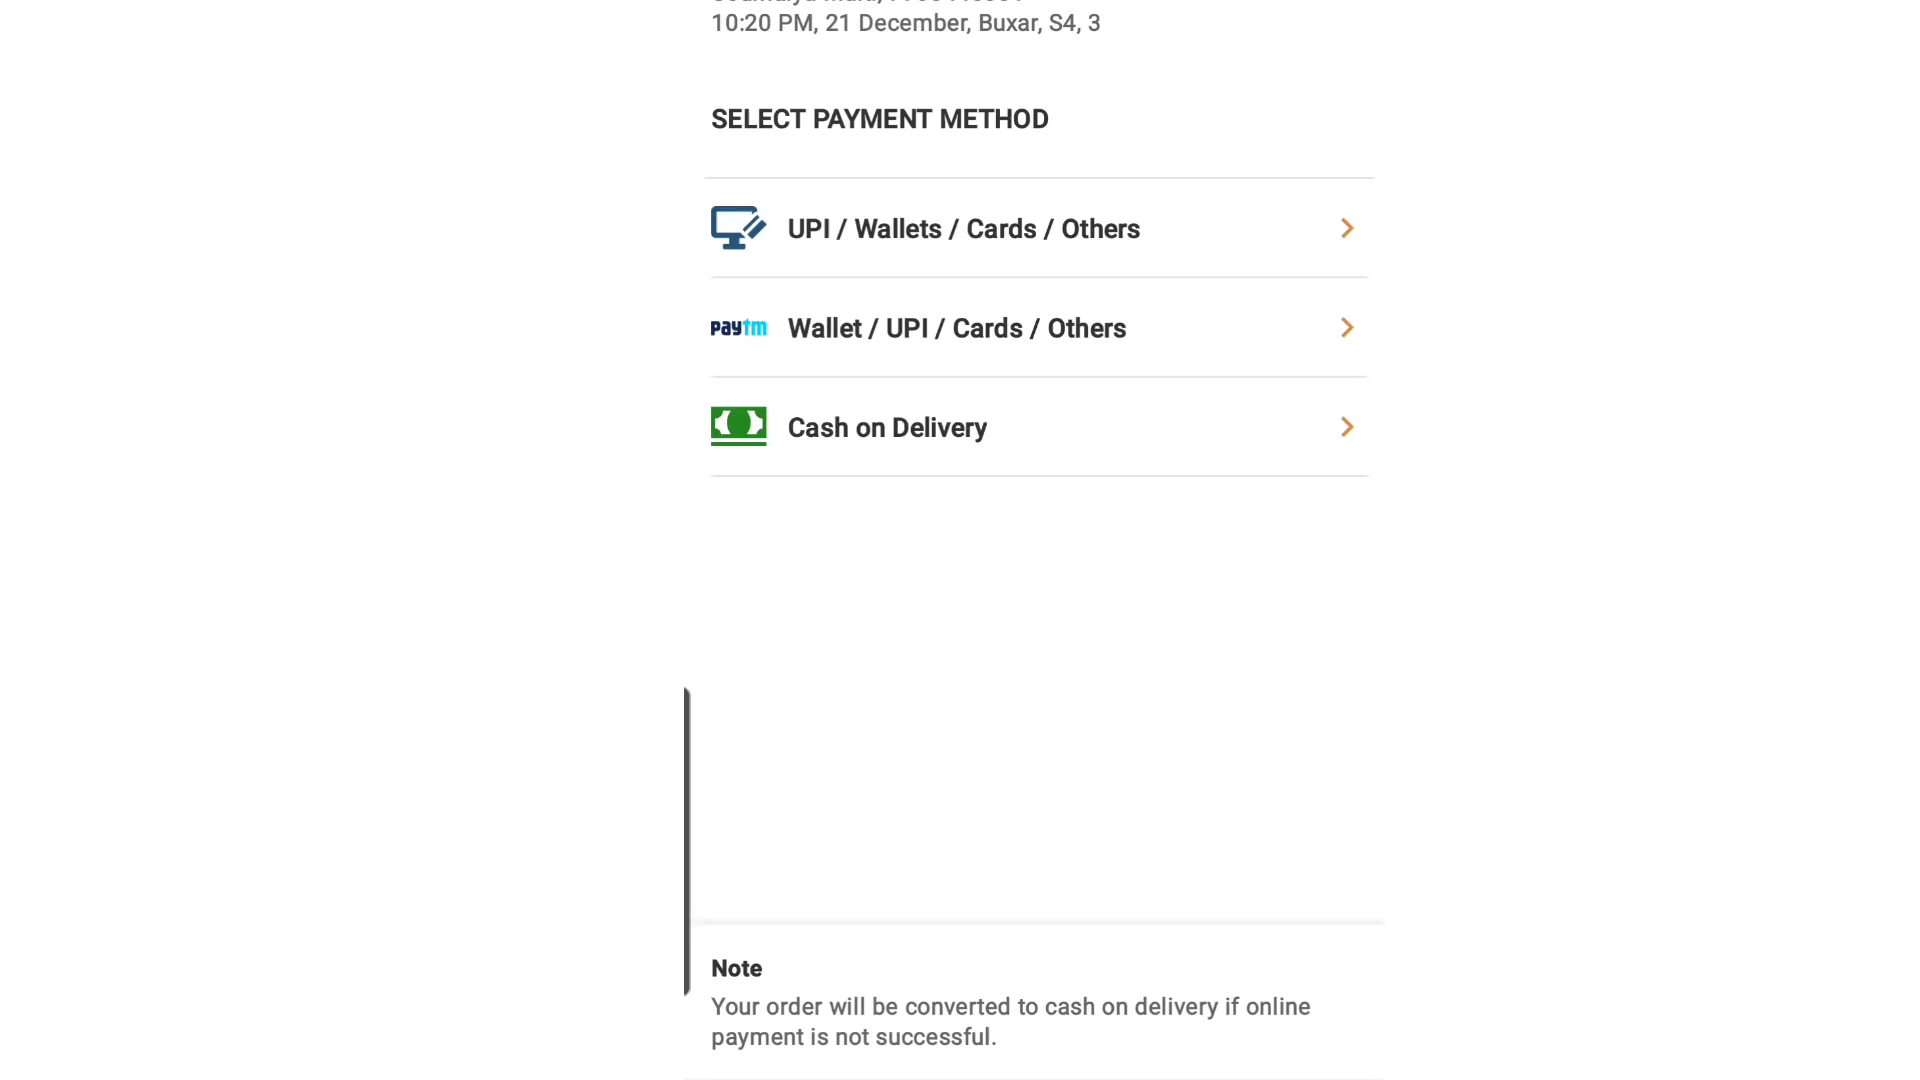 10:20 PM, 21 December, Buxar, S4, 3
SELECT PAYMENT METHOD
UPI / Wallets / Cards / Others
paytm Wallet / UPI / Cards / Others
Cash on Delivery
Note
Your order will be converted to cash on delivery if online
payment is not successful.